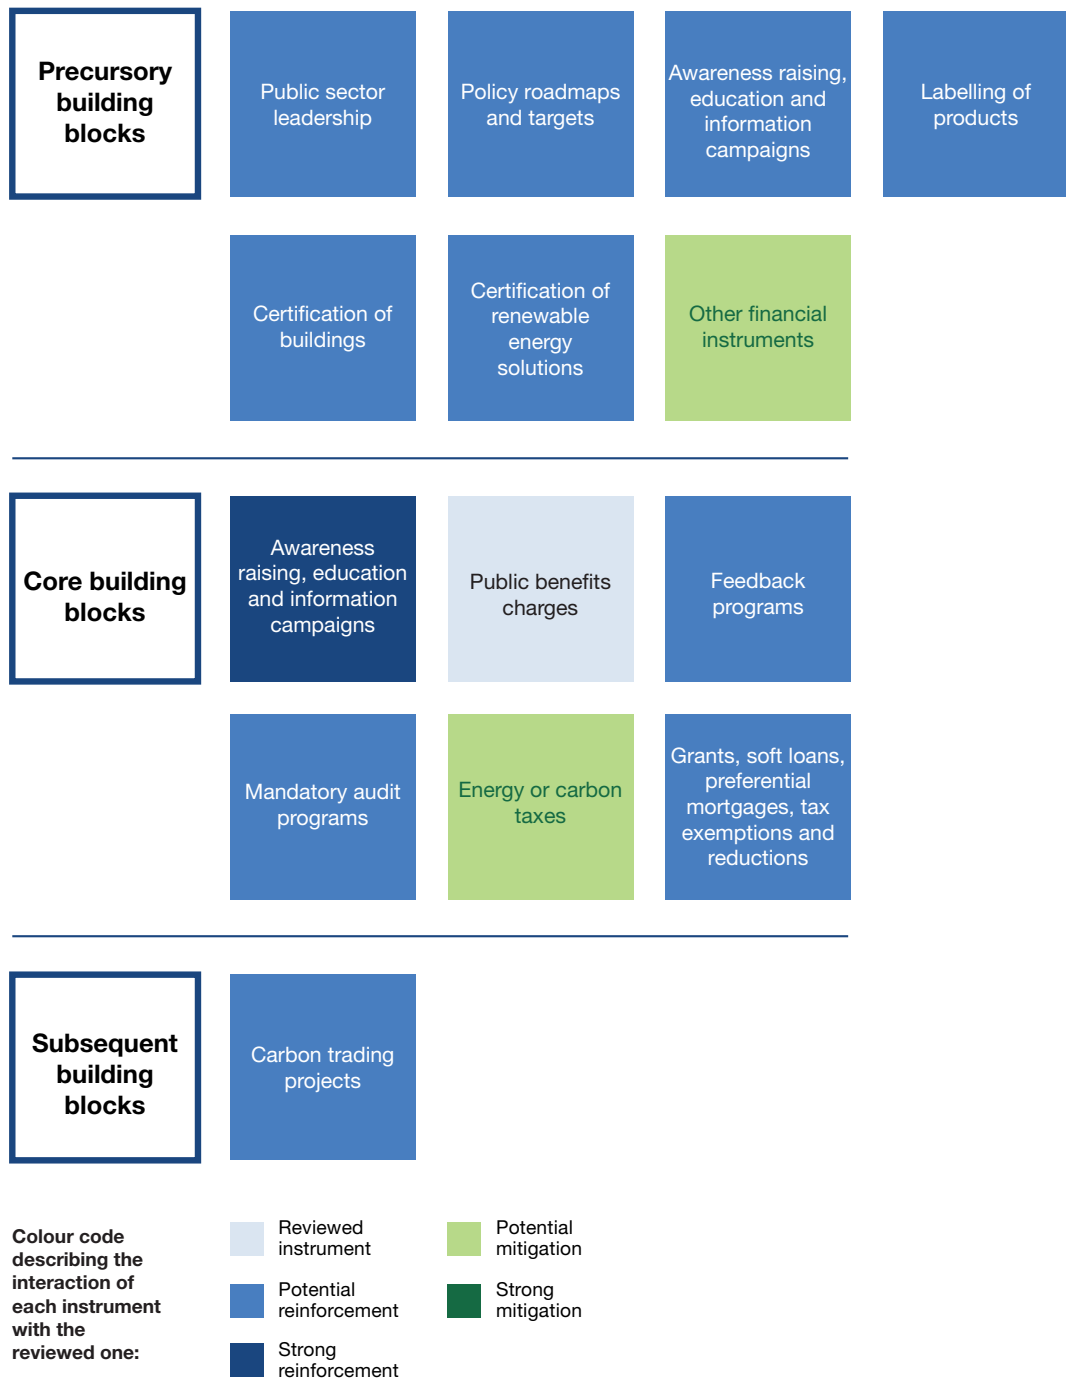 Precursory
building
blocks
Public sector
leadership
Policy roadmaps
and targets
Awareness raising,
education and
information
campaigns
Labelling of
products
Certification of
buildings
Certification of
renewable
energy
solutions
Other financial
instruments
Core building
blocks
Awareness
raising, education
and information
campaigns
Public benefits
charges
Feedback
programs
Mandatory audit
programs
Energy or carbon
taxes
Grants, soft loans,
preferential
mortgages, tax
exemptions and
reductions
Subsequent
building
blocks
Carbon trading
projects
Colour code
describing the
interaction of
each instrument
with the
reviewed one:
Reviewed
instrument
Potential
reinforcement
Strong
reinforcement
Potential
mitigation
Strong
mitigation